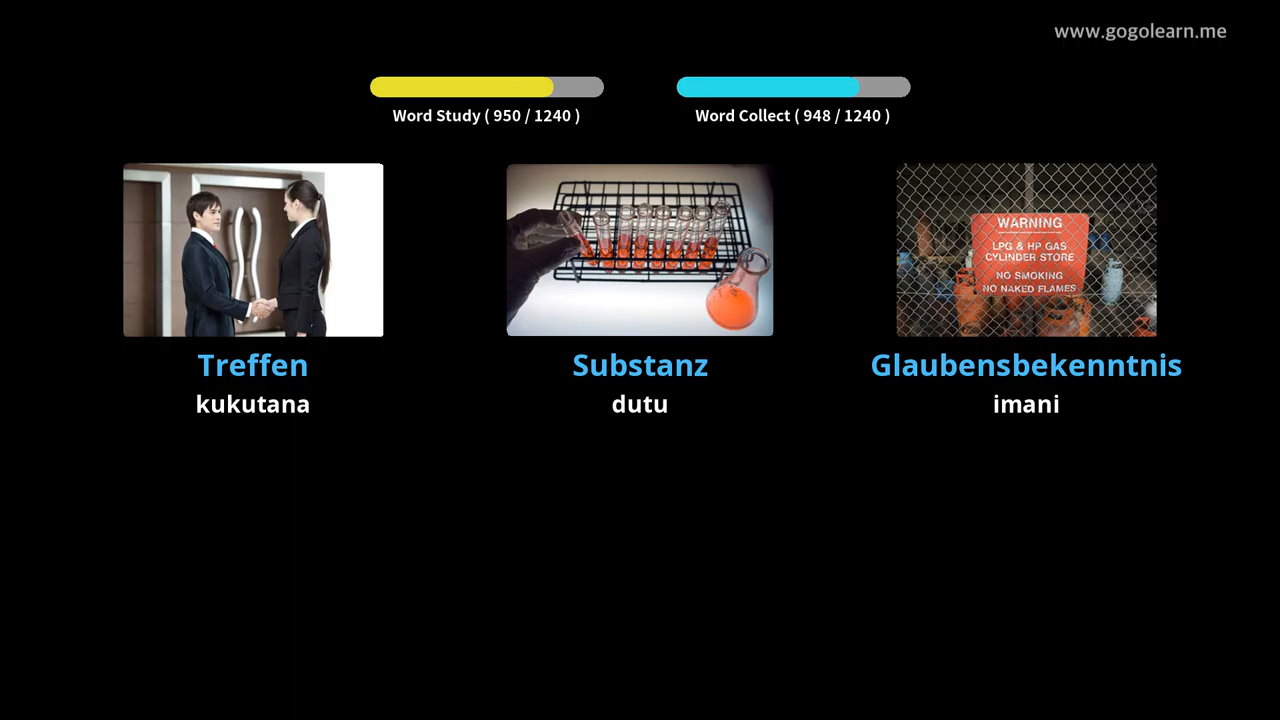 www.gogolearn.me
Word Study ( 950 / 1240 )
Word Collect ( 948 / 1240 )
WARNING
LPG & HP GAS
CYLINDER STORE
NO SMOKING
NO NAKED FLAMES
Treffen
Substanz
Glaubensbekenntnis
kukutana
dutu
imani